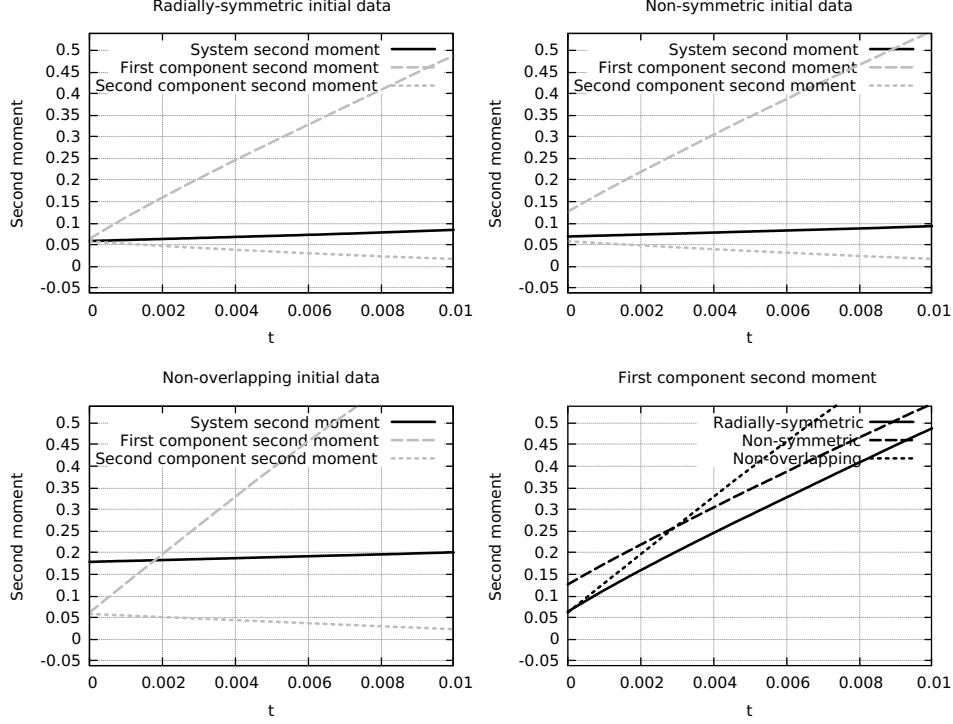 Radially-symmetric initial data
System second moment
First component second moment
Second component second moment
Second moment
0.5
0.45
0.4
0.35
0.3
0.25
0.2
0.15
0.1
0.05
0
-0.05
0 0.002 0.004 0.006 0.008 0.01
t
Non-symmetric initial data
System second moment
First component second moment
Second component second moment
Second moment
0.5
0.45
0.4
0.35
0.3
0.25
0.2
0.15
0.1
0.05
0
-0.05
0 0.002 0.004 0.006 0.008 0.01
t
Non-overlapping initial data
System second moment
First component second moment
Second component second moment
Second moment
0.5
0.45
0.4
0.35
0.3
0.25
0.2
0.15
0.1
0.05
0
-0.05
0 0.002 0.004 0.006 0.008 0.01
t
First component second moment
Radially-symmetric
Non-symmetric
Non-overlapping
Second moment
0.5
0.45
0.4
0.35
0.3
0.25
0.2
0.15
0.1
0.05
0
-0.05
0 0.002 0.004 0.006 0.008 0.01
t